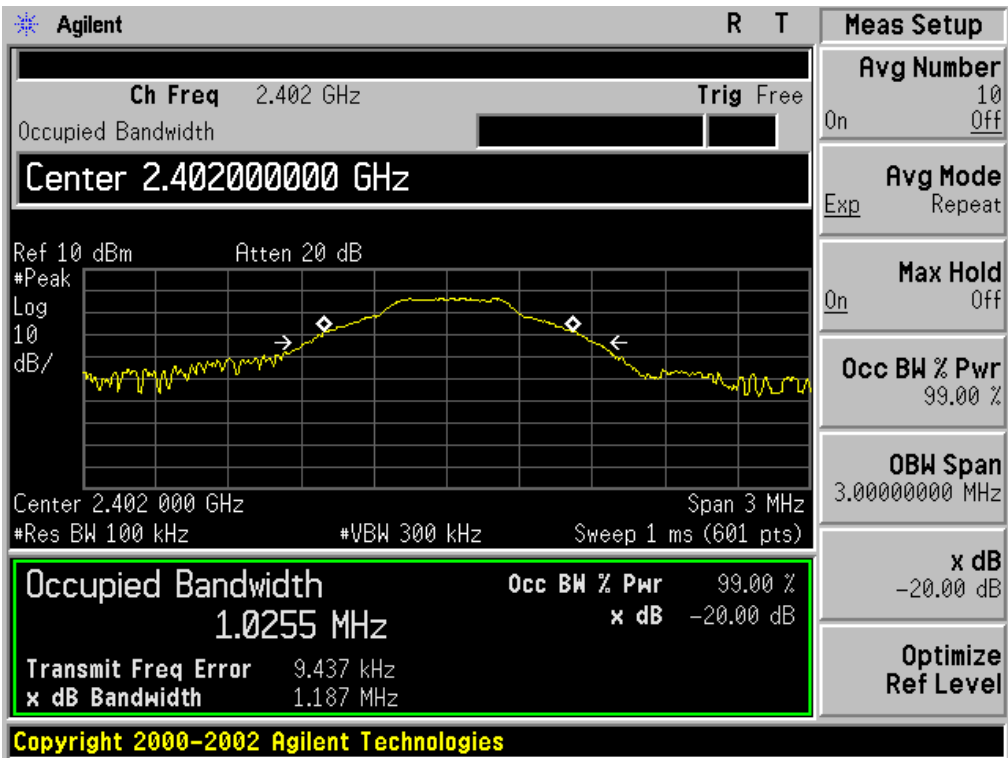 Agilent R T
Ch Freq 2.402 GHz Trig Free
Occupied Bandwidth
Center 2.402000000 GHz
Ref 10 dBm Atten 20 dB
#Peak
Log
10
dB/
Center 2.402 000 GHz Span 3 MHz
#Res BW 100 kHz #VBW 300 kHz Sweep 1 ms (601 pts)
Occupied Bandwidth Occ BW % Pwr 99.00 %
1.0255 MHz x dB -20.00 dB
Transmit Freq Error 9.437 kHz
x dB Bandwidth 1.187 MHz
Copyright 2000-2002 Agilent Technologies
Meas Setup
Avg Number
10
On Off
Avg Mode
Exp Repeat
Max Hold
On Off
Occ BW % Pwr
99.00 %
OBW Span
3.00000000 MHz
x dB
-20.00 dB
Optimize
Ref Level